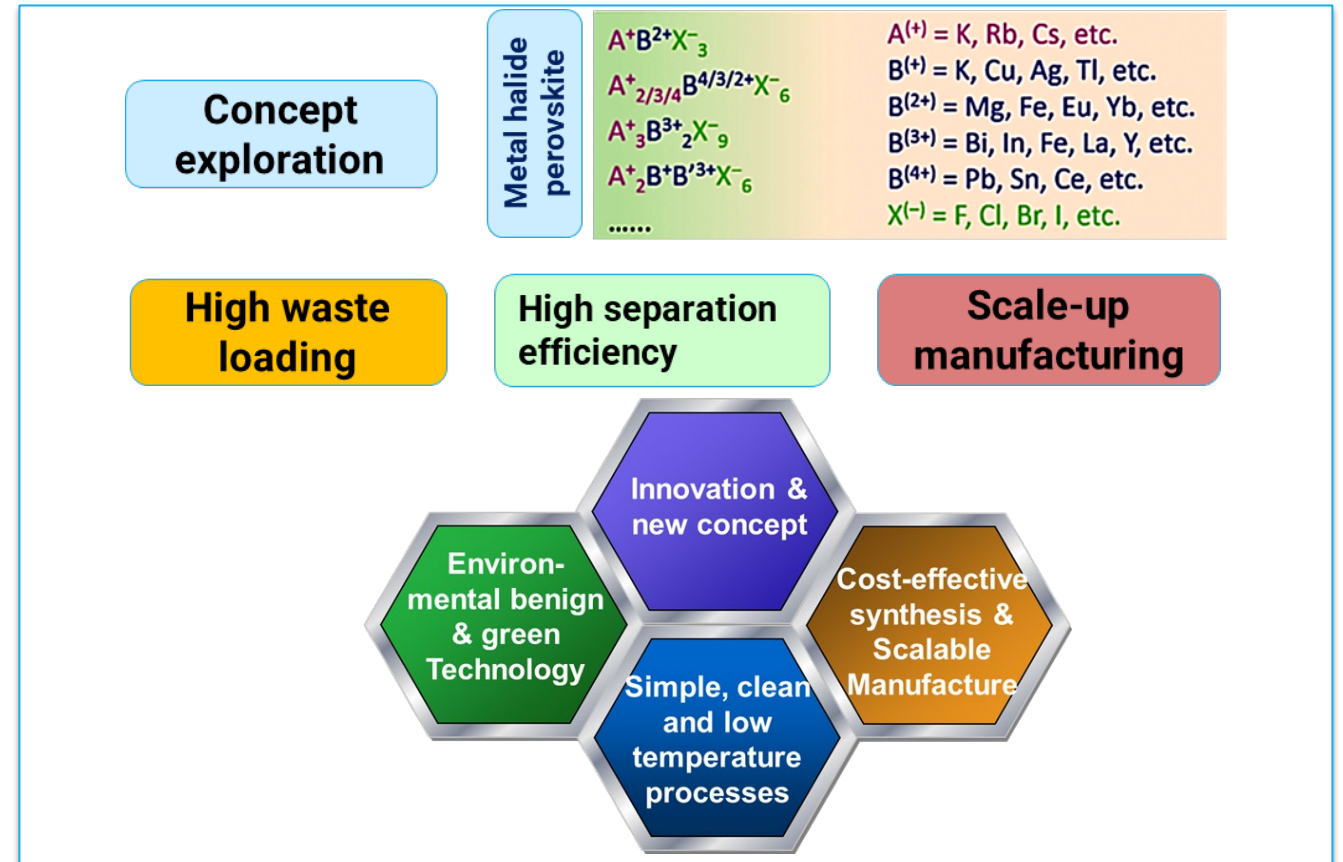 Concept
exploration
Metal halide
perovskite
A⁺B²⁺X⁻₃
A⁺₂/₃/₄B⁴/³/²⁺X⁻₆
A⁺₃B³⁺₂X⁻₉
A⁺₂B⁺B′³⁺X⁻₆
......
A⁽⁺⁾ = K, Rb, Cs, etc.
B⁽⁺⁾ = K, Cu, Ag, Tl, etc.
B⁽²⁺⁾ = Mg, Fe, Eu, Yb, etc.
B⁽³⁺⁾ = Bi, In, Fe, La, Y, etc.
B⁽⁴⁺⁾ = Pb, Sn, Ce, etc.
X⁽⁻⁾ = F, Cl, Br, I, etc.
High waste
loading
High separation
efficiency
Scale-up
manufacturing
Innovation &
new concept
Environ-
mental benign
& green
Technology
Cost-effective
synthesis &
Scalable
Manufacture
Simple, clean
and low
temperature
processes